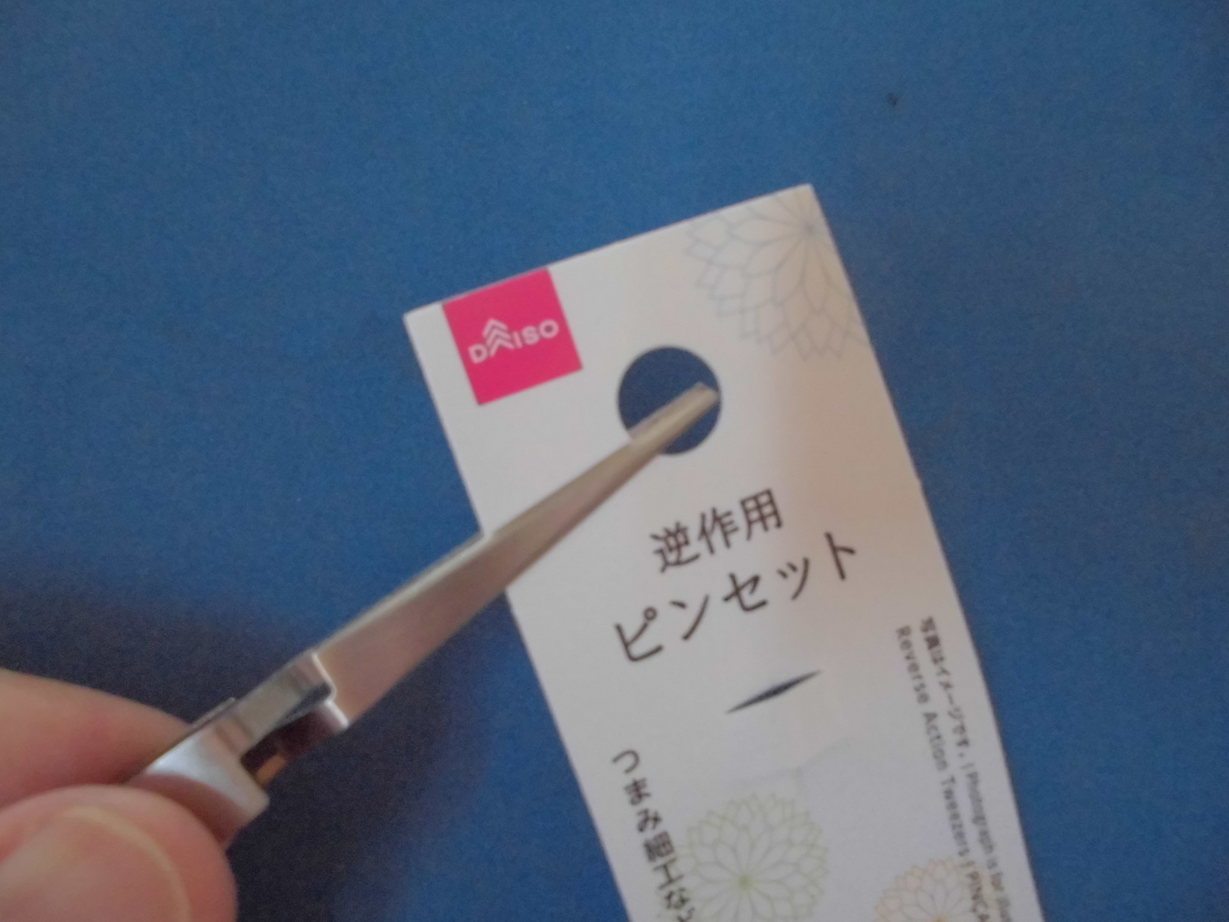 DAISO
逆作用
ピンセット
つまみ細工など
写真はイメージです。| Photograph is for
Reverse Action Tweezers |